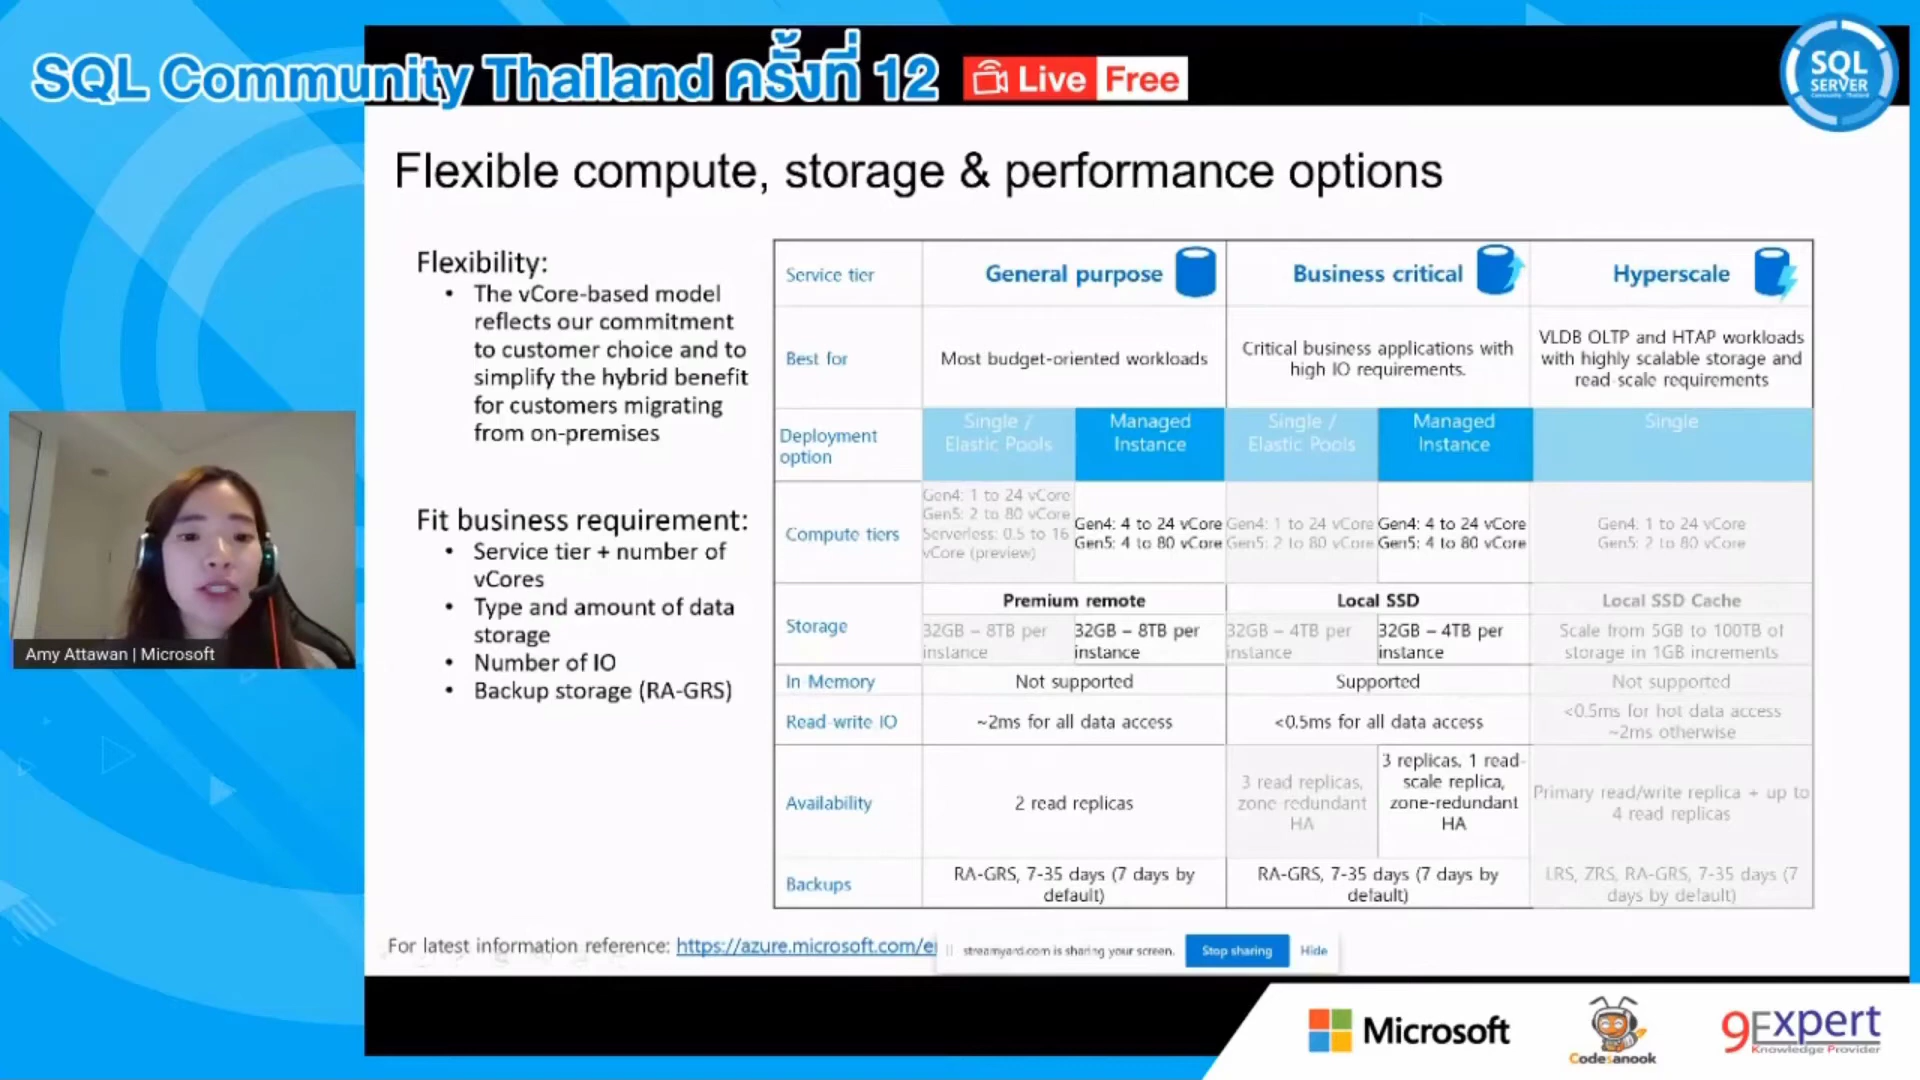 SQL Community Thailand ครั้งที่ 12
Live Free
SQL
SERVER
Flexible compute, storage & performance options
Flexibility:
• The vCore-based model
reflects our commitment
to customer choice and to
simplify the hybrid benefit
for customers migrating
from on-premises
Fit business requirement:
• Service tier + number of
vCores
• Type and amount of data
storage
• Number of IO
• Backup storage (RA-GRS)
Service tier
General purpose
Business critical
Hyperscale
Best for
Most budget-oriented workloads
Critical business applications with
high IO requirements.
VLDB OLTP and HTAP workloads
with highly scalable storage and
read-scale requirements
Deployment
option
Single /
Elastic Pools
Managed
Instance
Single /
Elastic Pools
Managed
Instance
Single
Compute tiers
Gen4: 1 to 24 vCore
Gen5: 2 to 80 vCore
Serverless: 0.5 to 16
vCore (preview)
Gen4: 4 to 24 vCore
Gen5: 4 to 80 vCore
Gen4: 1 to 24 vCore
Gen5: 2 to 80 vCore
Gen4: 4 to 24 vCore
Gen5: 4 to 80 vCore
Gen4: 1 to 24 vCore
Gen5: 2 to 80 vCore
Storage
Premium remote
Local SSD
Local SSD Cache
32GB – 8TB per
instance
32GB – 8TB per
instance
32GB – 4TB per
instance
32GB – 4TB per
instance
Scale from 5GB to 100TB of
storage in 1GB increments
In Memory
Not supported
Supported
Not supported
Read-write IO
~2ms for all data access
<0.5ms for all data access
<0.5ms for hot data access
~2ms otherwise
Availability
2 read replicas
3 read replicas,
zone-redundant
HA
3 replicas, 1 read-
scale replica,
zone-redundant
HA
Primary read/write replica + up to
4 read replicas
Backups
RA-GRS, 7-35 days (7 days by
default)
RA-GRS, 7-35 days (7 days by
default)
LRS, ZRS, RA-GRS, 7-35 days (7
days by default)
For latest information reference: https://azure.microsoft.com/e
streamyard.com is sharing your screen.
Stop sharing
Hide
Amy Attawan | Microsoft
Microsoft
Codesanook
9Expert
Knowledge Provider